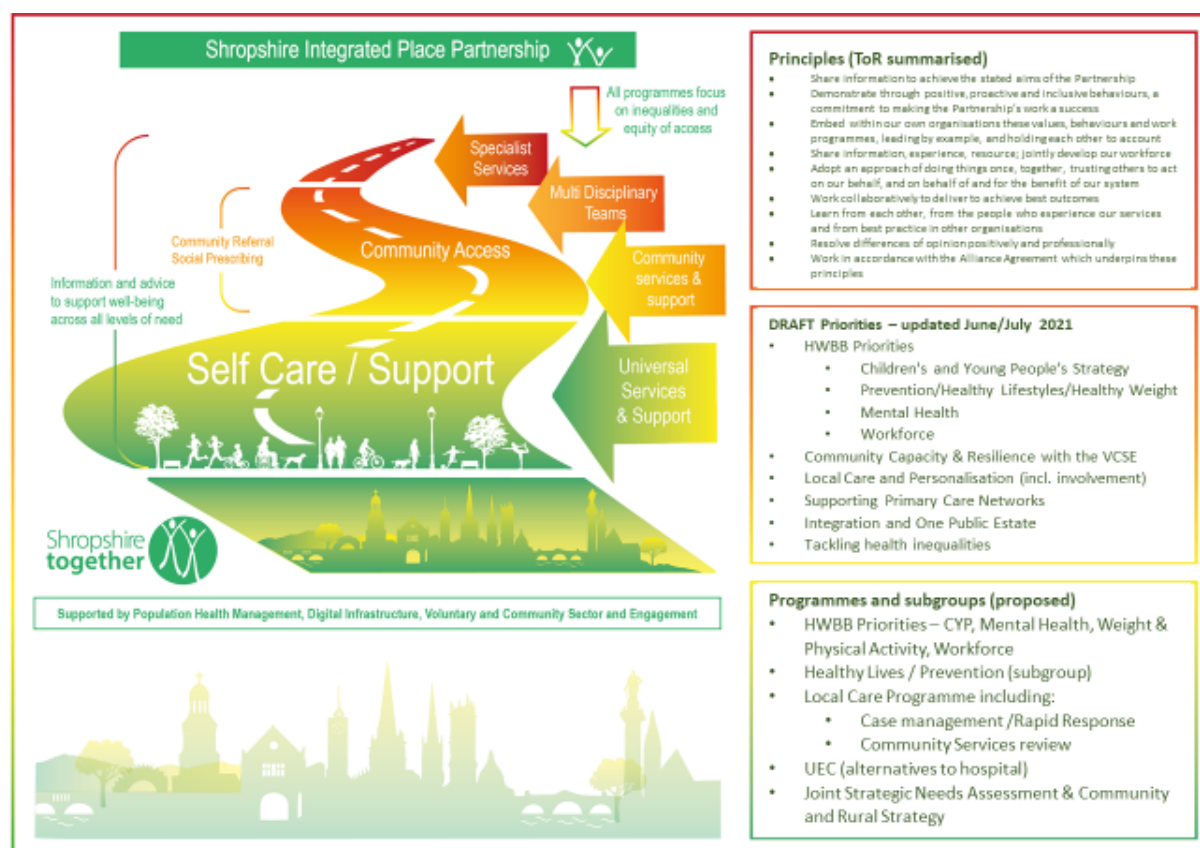 Shropshire Integrated Place Partnership
All programmes focus
on inequalities and
equity of access
Specialist
Services
Multi Disciplinary
Teams
Community Access
Community
services &
support
Community Referral
Social Prescribing
Information and advice
to support well-being
across all levels of need
Self Care / Support
Universal
Services
& Support
Shropshire
together
Supported by Population Health Management, Digital Infrastructure, Voluntary and Community Sector and Engagement
Principles (ToR summarised)
• Share information to achieve the stated aims of the Partnership
• Demonstrate through positive, proactive and inclusive behaviours, a
commitment to making the Partnership's work a success
• Embed within our own organisations these values, behaviours and work
programmes, leading by example, and holding each other to account
• Share information, experience, resource; jointly develop our workforce
• Adopt an approach of doing things once, together, trusting others to act
on our behalf, and on behalf of and for the benefit of our system
• Work collaboratively to deliver to achieve best outcomes
• Learn from each other, from the people who experience our services
and from best practice in other organisations
• Resolve differences of opinion positively and professionally
• Work in accordance with the Alliance Agreement which underpins these
principles
DRAFT Priorities – updated June/July 2021
• HWBB Priorities
• Children's and Young People's Strategy
• Prevention/Healthy Lifestyles/Healthy Weight
• Mental Health
• Workforce
• Community Capacity & Resilience with the VCSE
• Local Care and Personalisation (incl. involvement)
• Supporting Primary Care Networks
• Integration and One Public Estate
• Tackling health inequalities
Programmes and subgroups (proposed)
• HWBB Priorities – CYP, Mental Health, Weight &
Physical Activity, Workforce
• Healthy Lives / Prevention (subgroup)
• Local Care Programme including:
• Case management /Rapid Response
• Community Services review
• UEC (alternatives to hospital)
• Joint Strategic Needs Assessment & Community
and Rural Strategy